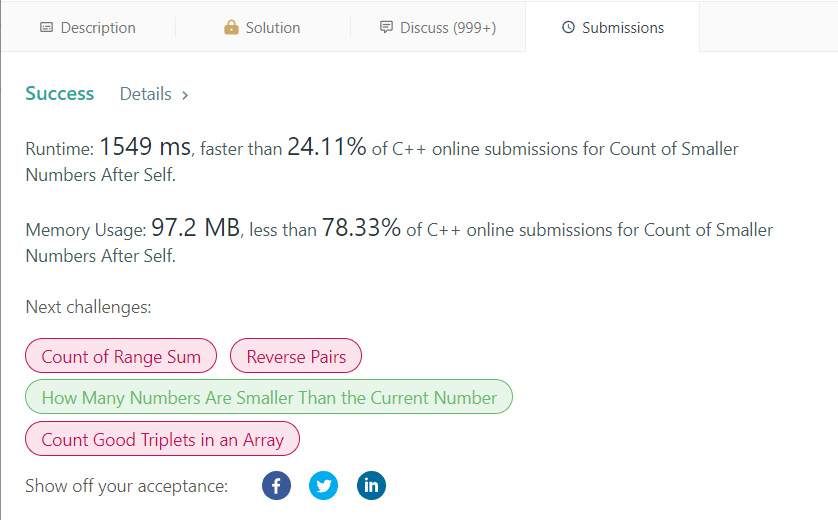 Description Solution Discuss (999+) Submissions
Success Details >
Runtime: 1549 ms, faster than 24.11% of C++ online submissions for Count of Smaller
Numbers After Self.
Memory Usage: 97.2 MB, less than 78.33% of C++ online submissions for Count of Smaller
Numbers After Self.
Next challenges:
Count of Range Sum Reverse Pairs
How Many Numbers Are Smaller Than the Current Number
Count Good Triplets in an Array
Show off your acceptance: f in